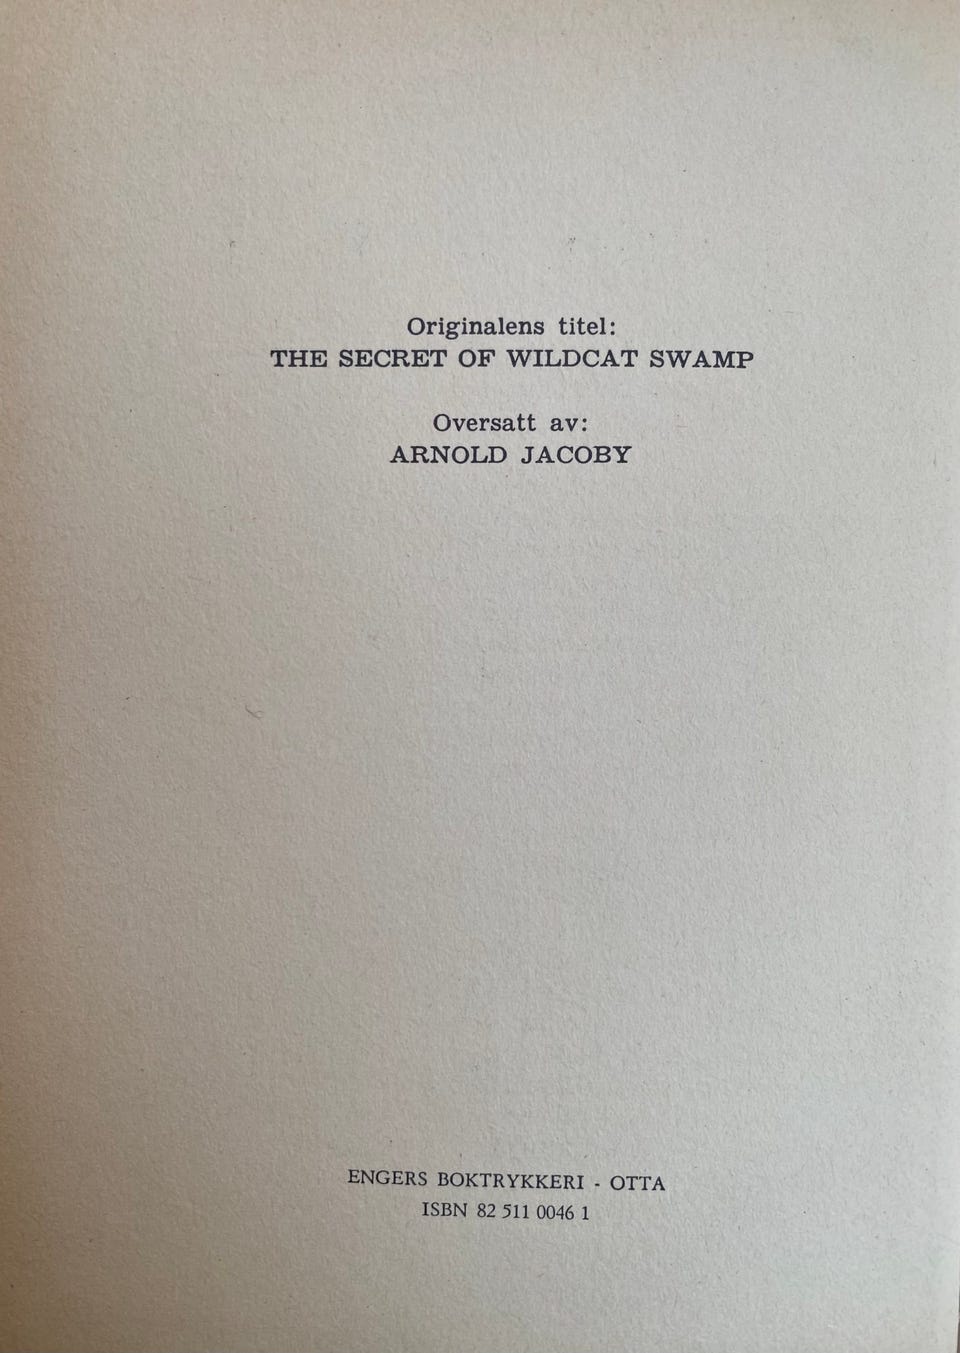 Originalens titel:
THE SECRET OF WILDCAT SWAMP
Oversatt av:
ARNOLD JACOBY
ENGERS BOKTRYKKERI - OTTA
ISBN 82 511 0046 1